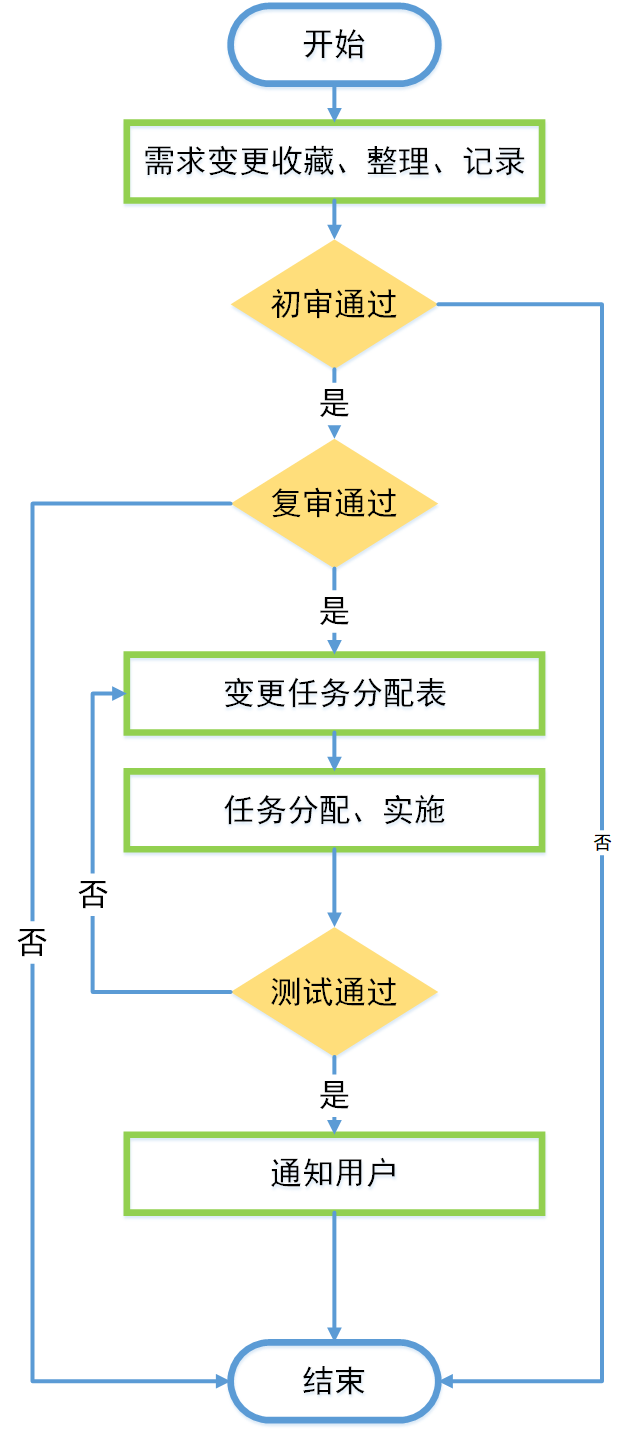 开始
需求变更收藏、整理、记录
初审通过
是
复审通过
是
变更任务分配表
任务分配、实施
否
否
否
测试通过
是
通知用户
结束